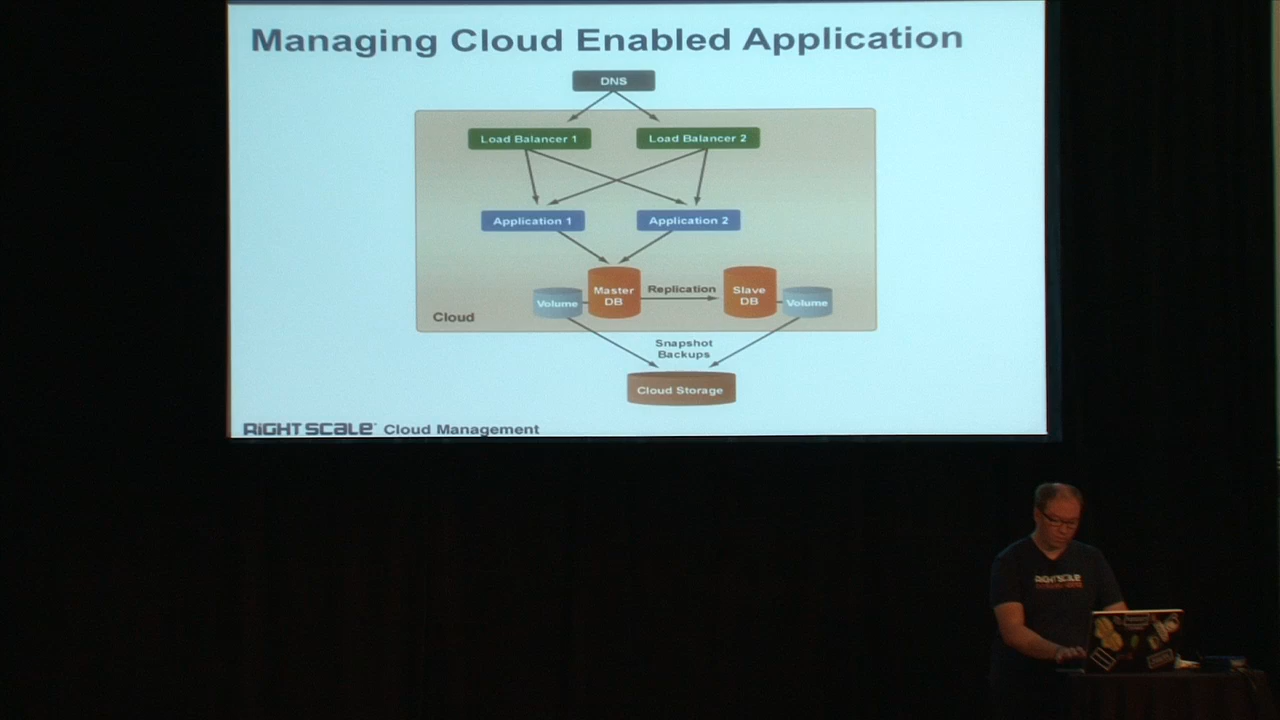 Managing Cloud Enabled Application
DNS
Load Balancer 1
Load Balancer 2
Application 1
Application 2
Master
DB
Replication
Slave
DB
Volume
Volume
Cloud
Snapshot
Backups
Cloud Storage
RIGHTSCALE Cloud Management
RIGHTSCALE